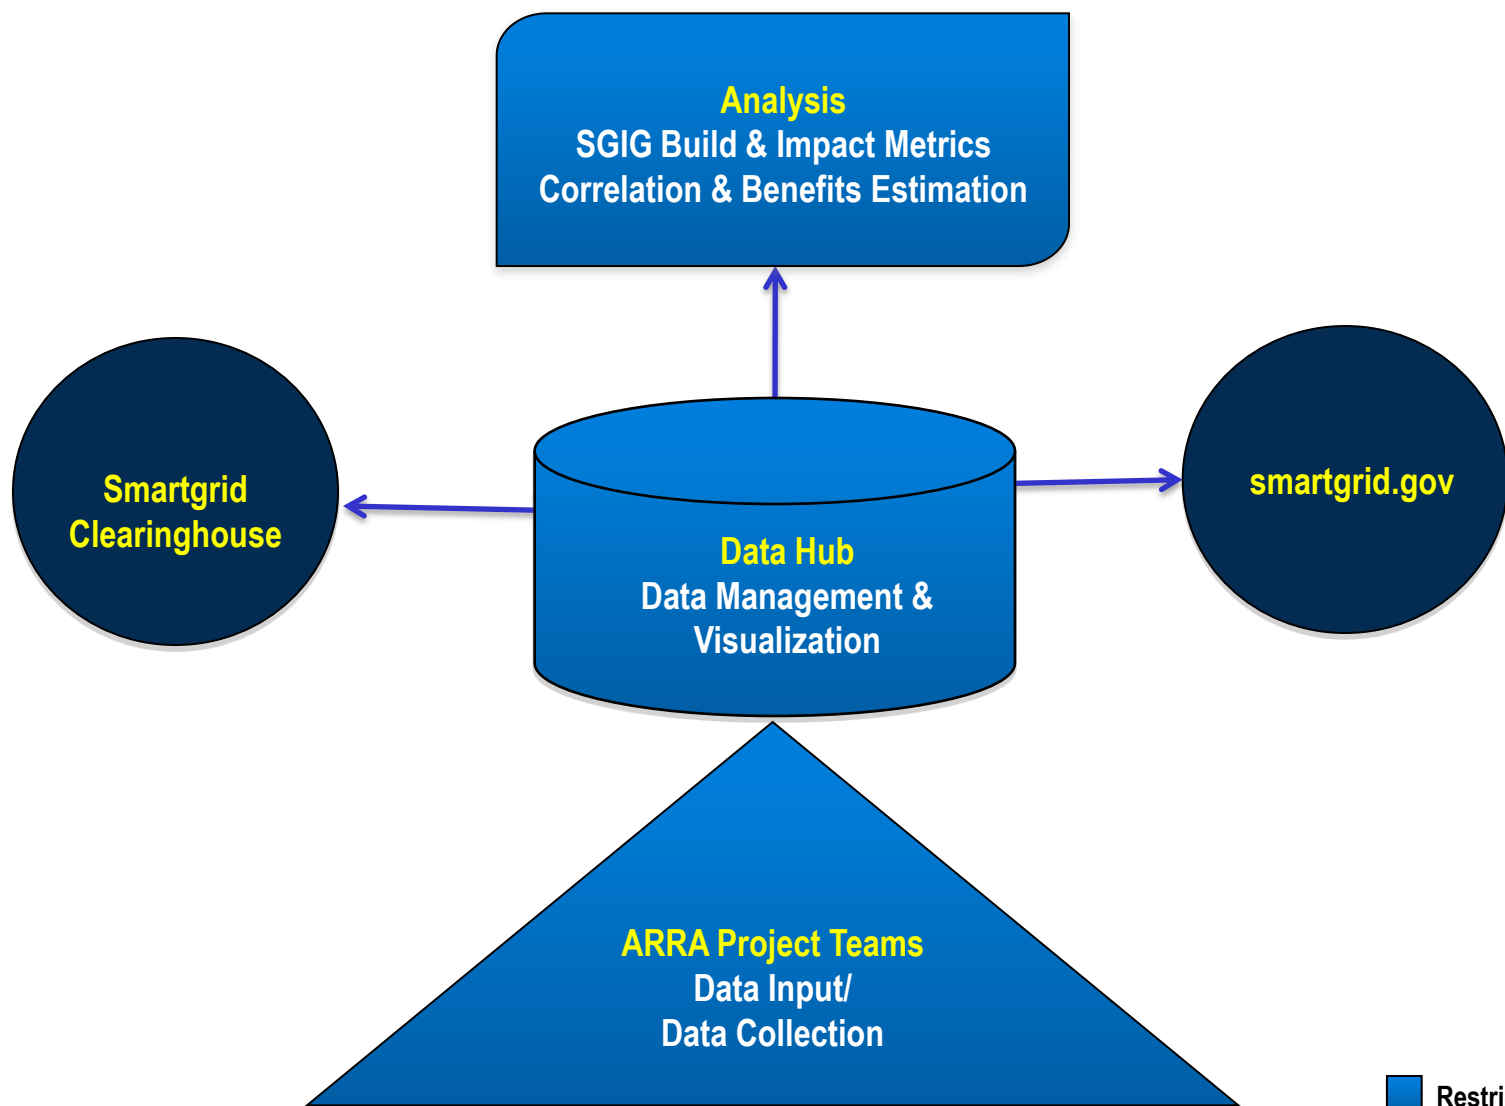 Analysis
SGIG Build & Impact Metrics
Correlation & Benefits Estimation
Smartgrid
Clearinghouse
smartgrid.gov
Data Hub
Data Management &
Visualization
ARRA Project Teams
Data Input/
Data Collection